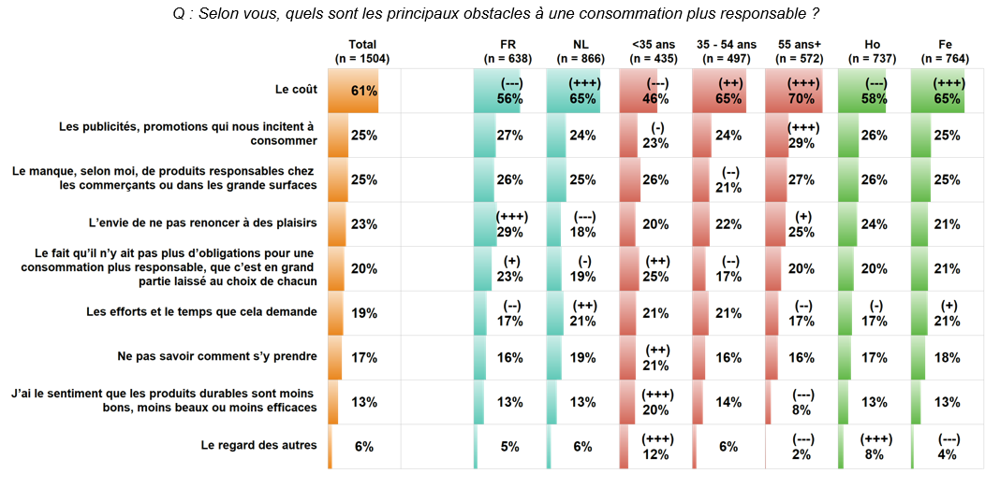 Q : Selon vous, quels sont les principaux obstacles à une consommation plus responsable ?
Total FR NL <35 ans 35 - 54 ans 55 ans+ Ho Fe
(n = 1504) (n = 638) (n = 866) (n = 435) (n = 497) (n = 572) (n = 737) (n = 764)
(---) (+++) (---) (++) (+++) (---) (+++)
Le coût 61% 56% 65% 46% 65% 70% 58% 65%
Les publicités, promotions qui nous incitent à (-) (+++)
consommer 25% 27% 24% 23% 24% 29% 26% 25%
Le manque, selon moi, de produits responsables chez (--)
les commerçants ou dans les grande surfaces 25% 26% 25% 26% 21% 27% 26% 25%
(+++) (---) (+)
L'envie de ne pas renoncer à des plaisirs 23% 29% 18% 20% 22% 25% 24% 21%
Le fait qu'il n'y ait pas plus d'obligations pour une
consommation plus responsable, que c'est en grand (+) (-) (++) (--)
partie laissé au choix de chacun 20% 23% 19% 25% 17% 20% 20% 21%
(--) (++) (--) (-) (+)
Les efforts et le temps que cela demande 19% 17% 21% 21% 21% 17% 17% 21%
(++)
Ne pas savoir comment s'y prendre 17% 16% 19% 21% 16% 16% 17% 18%
J'ai le sentiment que les produits durables sont moins (+++) (---)
bons, moins beaux ou moins efficaces 13% 13% 13% 20% 14% 8% 13% 13%
(+++) (---) (+++) (---)
Le regard des autres 6% 5% 6% 12% 6% 2% 8% 4%